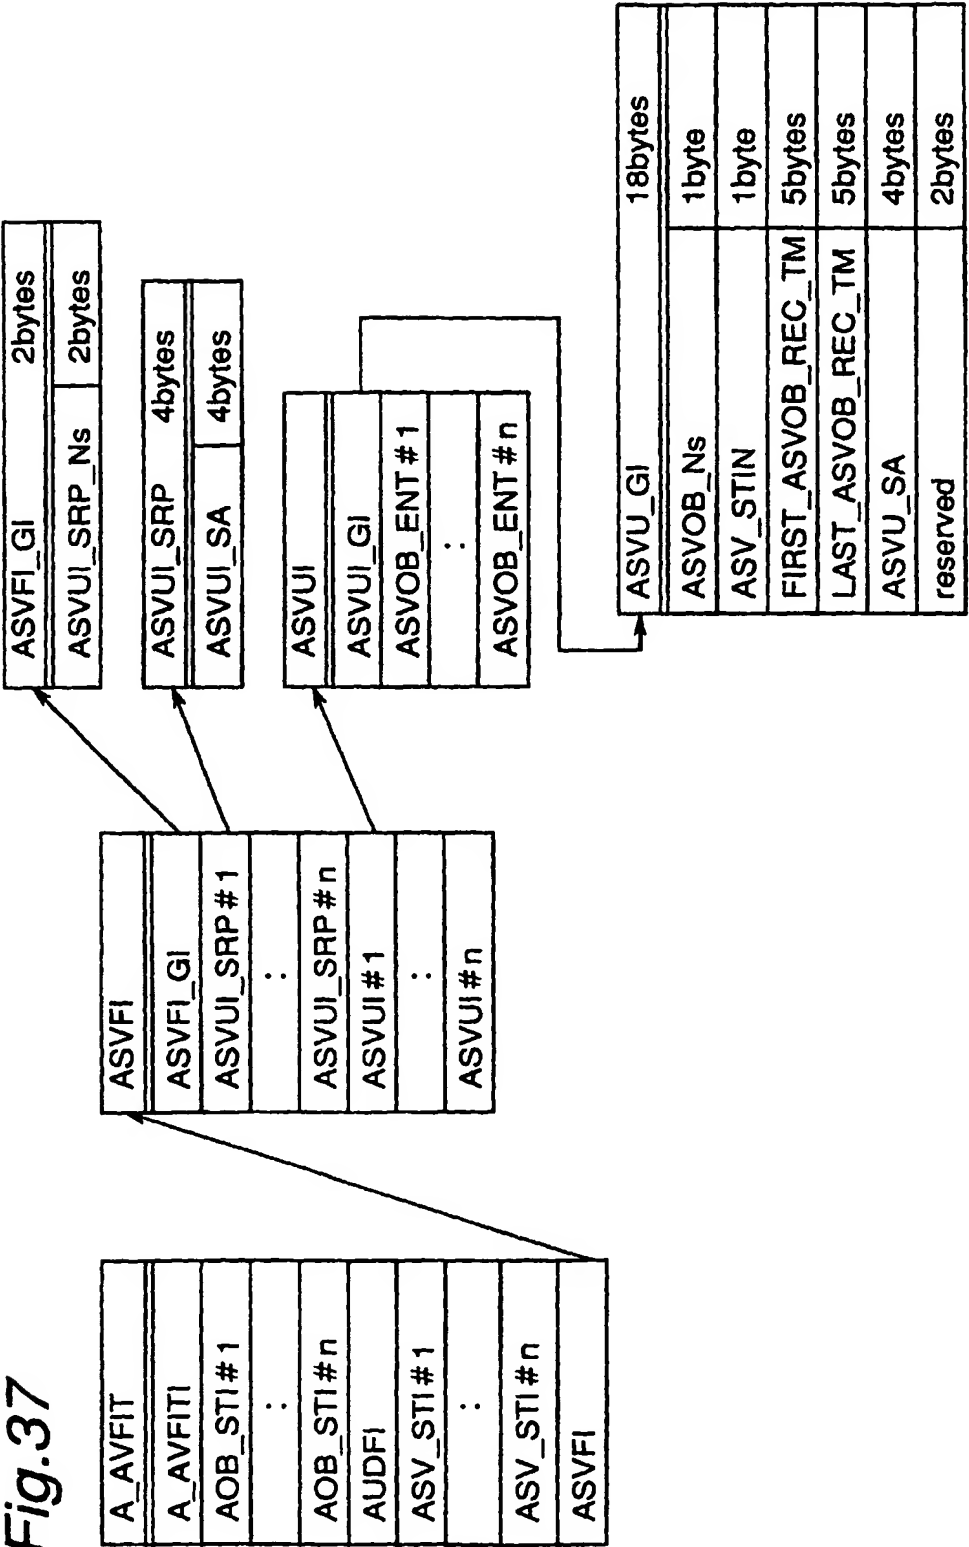 Fig.37
A_AVFIT
A_AVFITI
AOB_STI#1
:
AOB_STI#n
AUDFI
ASV_STI#1
:
ASV_STI#n
ASVFI
ASVFI
ASVFI_GI
ASVUI_SRP#1
:
ASVUI_SRP#n
ASVUI#1
:
ASVUI#n
ASVFI_GI 2bytes
ASVUI_SRP_Ns 2bytes
ASVUI_SRP 4bytes
ASVUI_SA 4bytes
ASVUI
ASVUI_GI
ASVOB_ENT#1
:
ASVOB_ENT#n
ASVU_GI 18bytes
ASVOB_Ns 1byte
ASV_STIN 1byte
FIRST_ASVOB_REC_TM 5bytes
LAST_ASVOB_REC_TM 5bytes
ASVU_SA 4bytes
reserved 2bytes